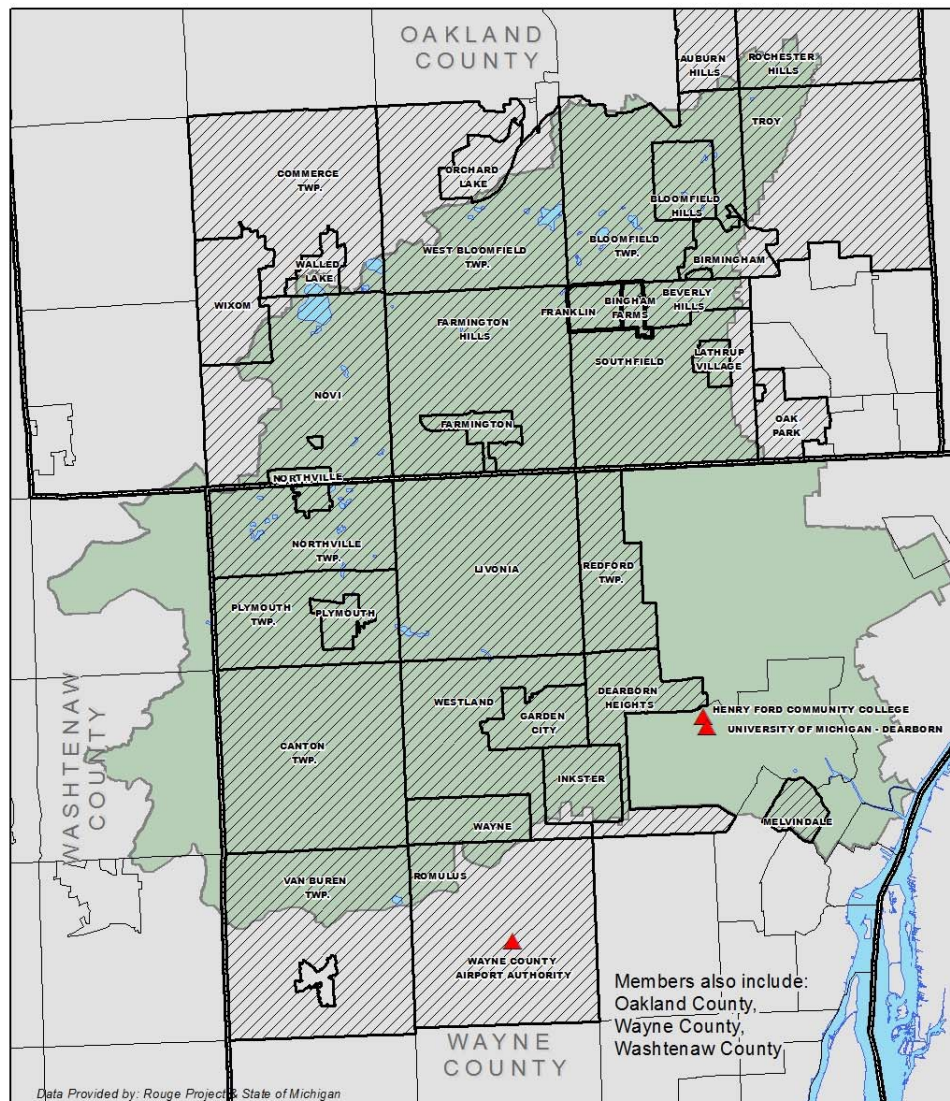 OAKLAND
COUNTY
AUBURN
HILLS
ROCHESTER
HILLS
TROY
COMMERCE
TWP.
ORCHARD
LAKE
BLOOMFIELD
HILLS
WEST BLOOMFIELD
TWP.
BLOOMFIELD
TWP.
BIRMINGHAM
WALLED
LAKE
WIXOM
BEVERLY
HILLS
FRANKLIN
BINGHAM
FARMS
FARMINGTON
HILLS
SOUTHFIELD
LATHRUP
VILLAGE
NOVI
FARMINGTON
OAK
PARK
NORTHVILLE
NORTHVILLE
TWP.
LIVONIA
REDFORD
TWP.
PLYMOUTH
TWP.
PLYMOUTH
WASHTENAW
COUNTY
WESTLAND
GARDEN
CITY
DEARBORN
HEIGHTS
HENRY FORD COMMUNITY COLLEGE
UNIVERSITY OF MICHIGAN - DEARBORN
CANTON
TWP.
INKSTER
WAYNE
MELVINDALE
VAN BUREN
TWP.
ROMULUS
WAYNE COUNTY
AIRPORT AUTHORITY
Members also include:
Oakland County,
Wayne County,
Washtenaw County
WAYNE
COUNTY
Data Provided by: Rouge Project & State of Michigan